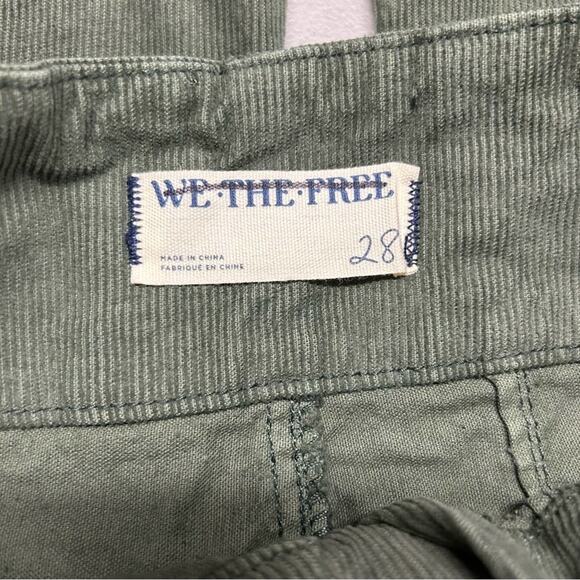 WE•THE•FREE
MADE IN CHINA
FABRIQUÉ EN CHINE
28